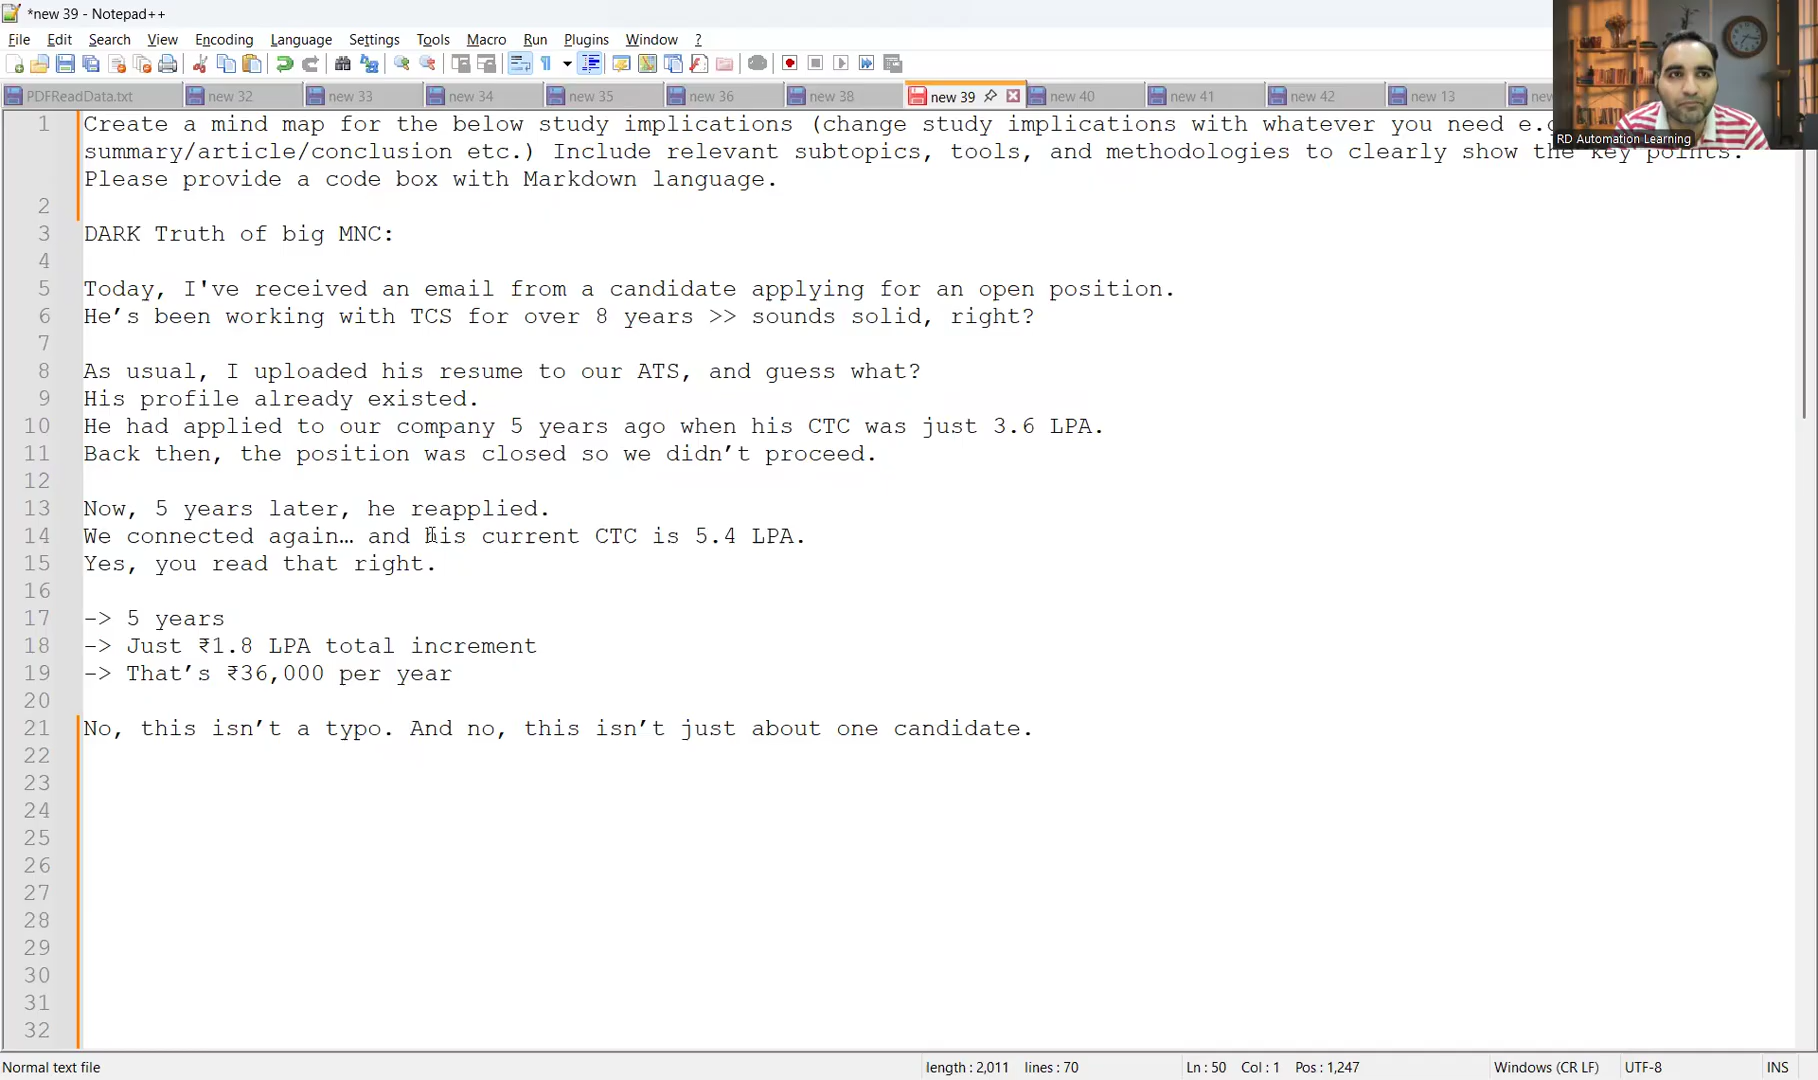 *new 39 - Notepad++
File Edit Search View Encoding Language Settings Tools Macro Run Plugins Window ?
PDFReadData.txt new 32 new 33 new 34 new 35 new 36 new 38 new 39 new 40 new 41 new 42 new 13
RD Automation Learning
1 Create a mind map for the below study implications (change study implications with whatever you need
summary/article/conclusion etc.) Include relevant subtopics, tools, and methodologies to clearly show the key points.
Please provide a code box with Markdown language.
2
3 DARK Truth of big MNC:
4
5 Today, I've received an email from a candidate applying for an open position.
6 He’s been working with TCS for over 8 years >> sounds solid, right?
7
8 As usual, I uploaded his resume to our ATS, and guess what?
9 His profile already existed.
10 He had applied to our company 5 years ago when his CTC was just 3.6 LPA.
11 Back then, the position was closed so we didn’t proceed.
12
13 Now, 5 years later, he reapplied.
14 We connected again… and his current CTC is 5.4 LPA.
15 Yes, you read that right.
16
17 -> 5 years
18 -> Just ₹1.8 LPA total increment
19 -> That’s ₹36,000 per year
20
21 No, this isn’t a typo. And no, this isn’t just about one candidate.
22
23
24
25
26
27
28
29
30
31
32
Normal text file length : 2,011 lines : 70 Ln : 50 Col : 1 Pos : 1,247 Windows (CR LF) UTF-8 INS